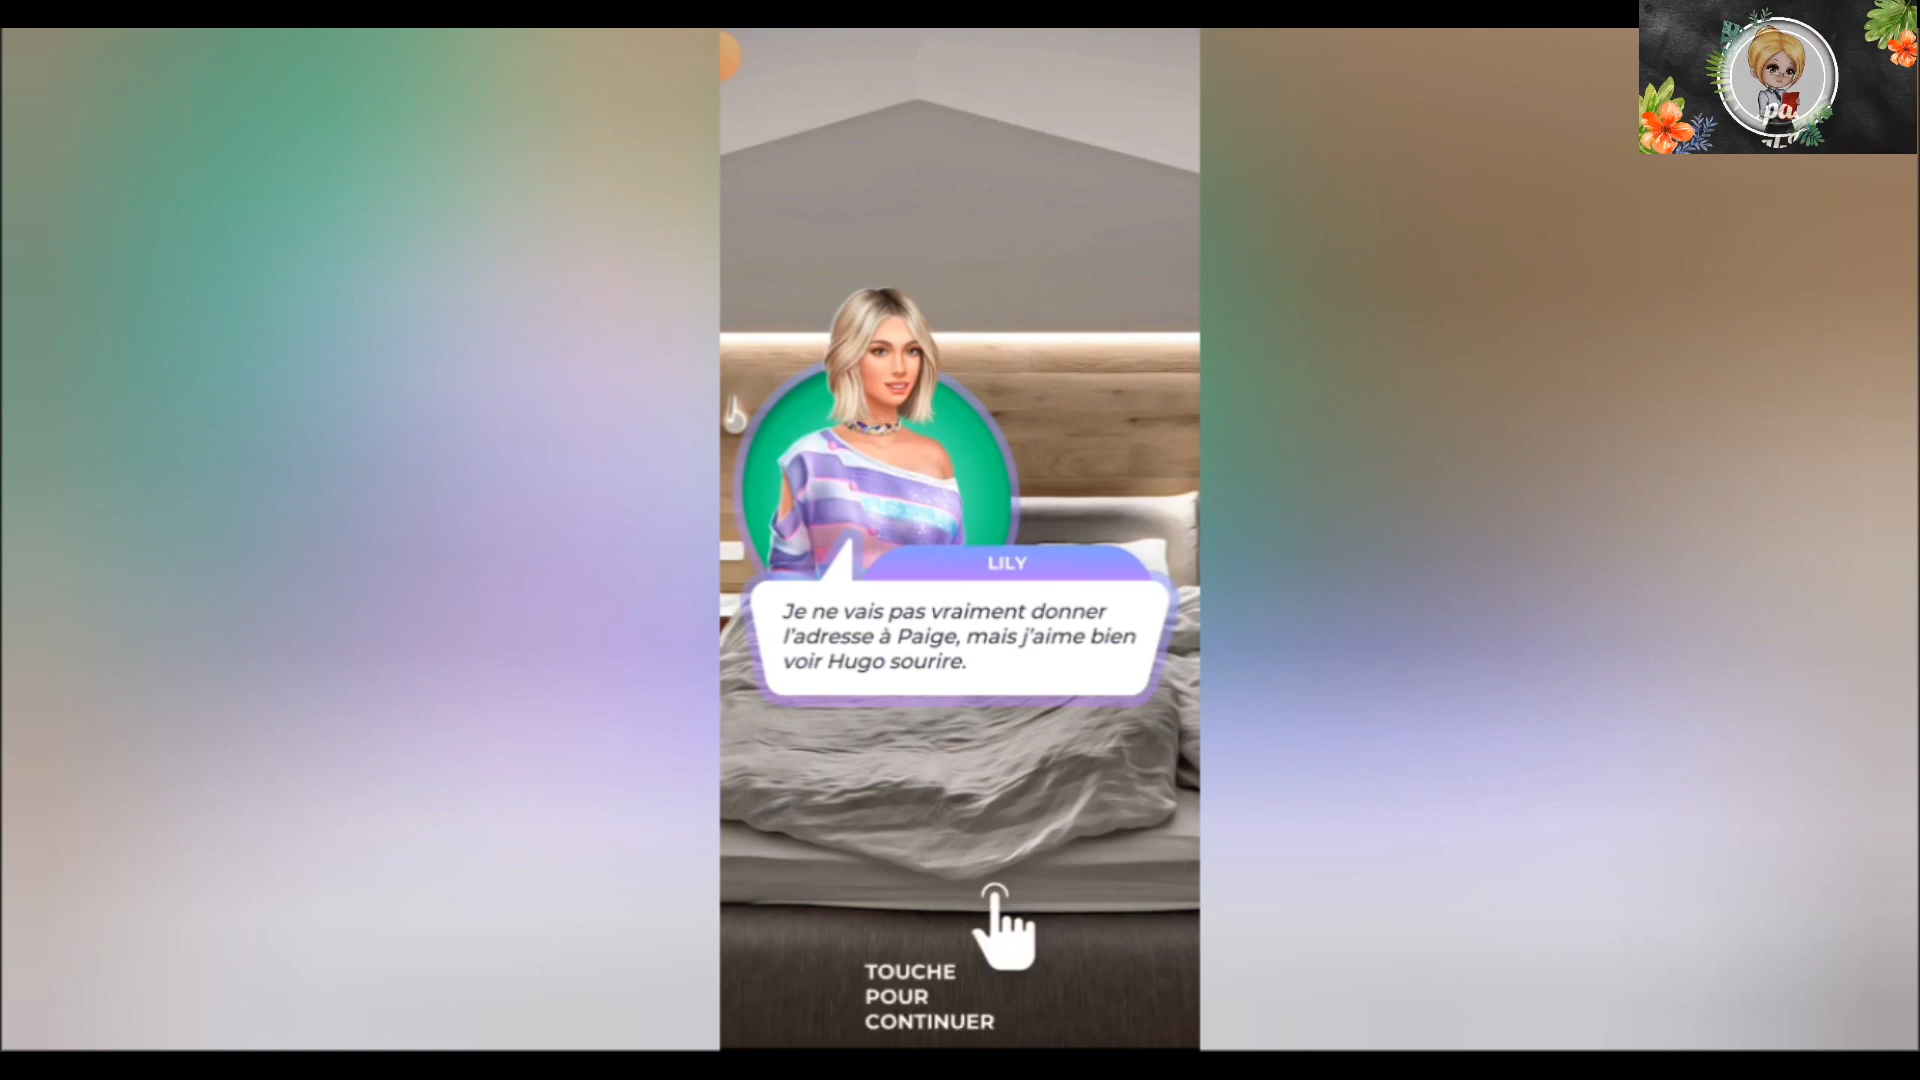 LILY
Je ne vais pas vraiment donner
l'adresse à Paige, mais j'aime bien
voir Hugo sourire.
TOUCHE
POUR
CONTINUER